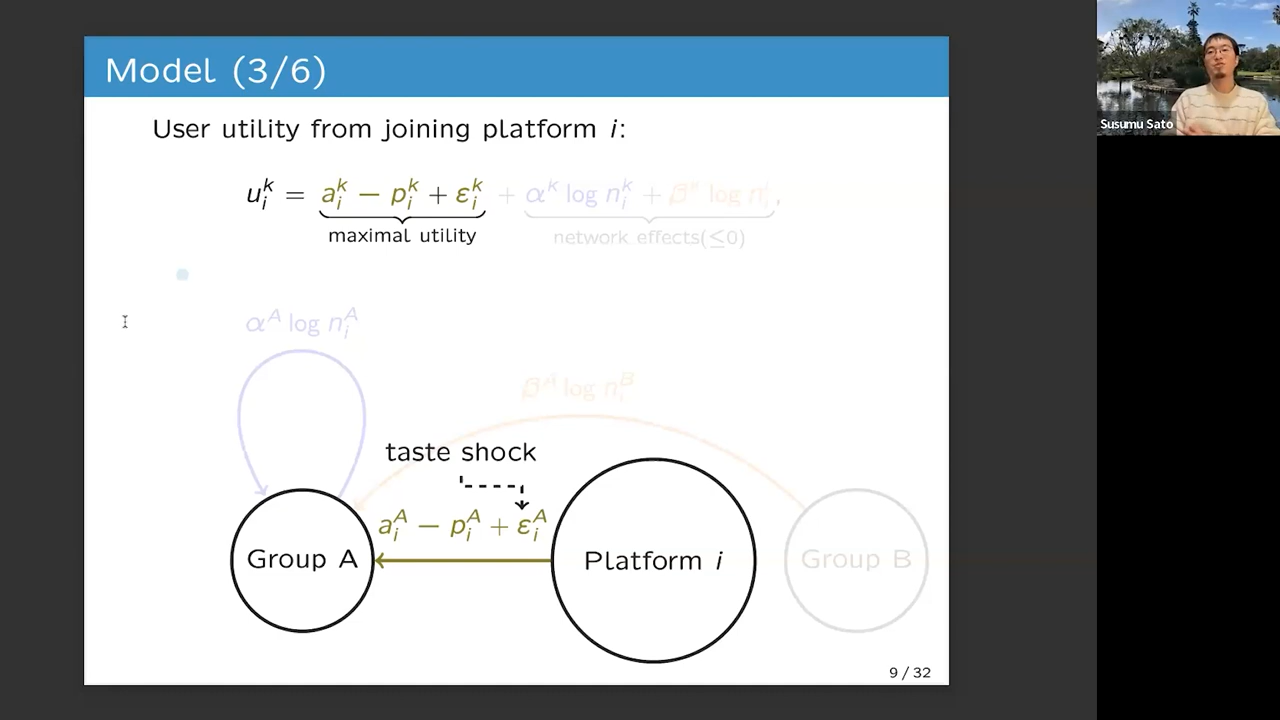 Model (3/6)
Susumu Sato
User utility from joining platform i:
u_i^k = a_i^k − p_i^k + ε_i^k + α^k log n_i^k + β^k log n_i^l,
maximal utility
network effects(≤0)
α^A log n_i^A
β^A log n_i^B
taste shock
a_i^A − p_i^A + ε_i^A
Group A
Platform i
Group B
9 / 32